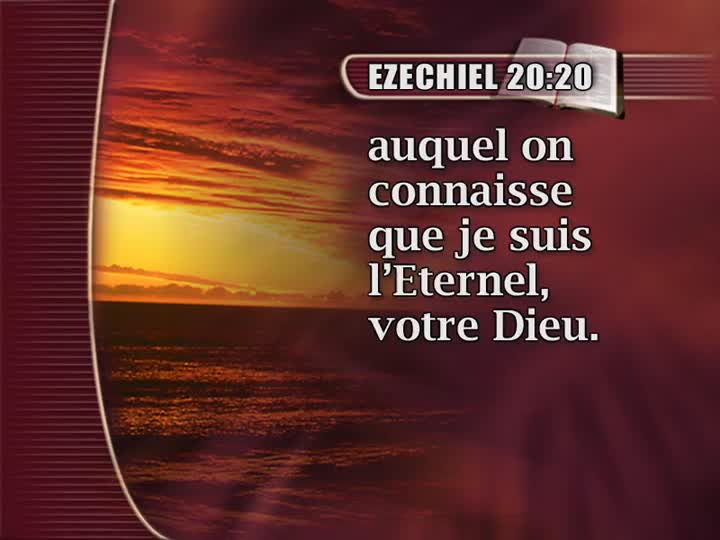 EZECHIEL 20:20
auquel on
connaisse
que je suis
l’Eternel,
votre Dieu.